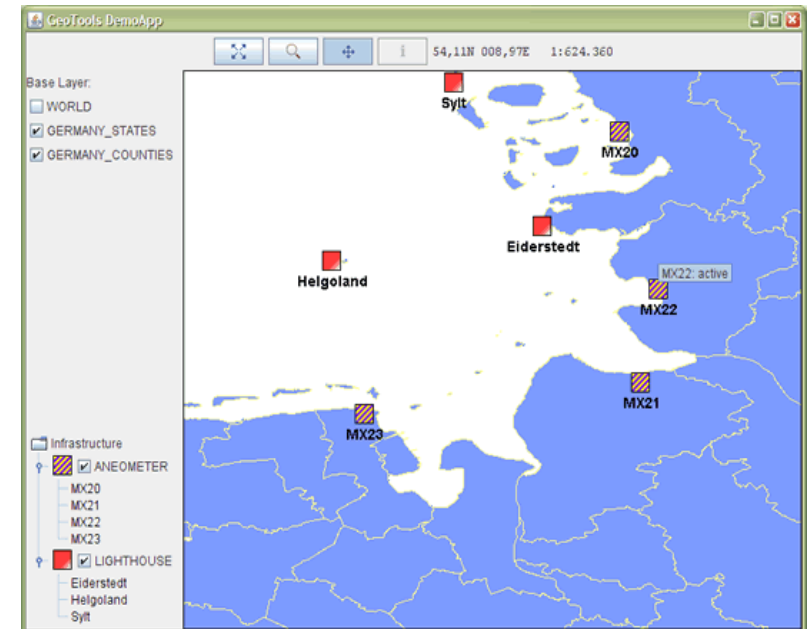 GeoTools DemoApp
i 54,11N 008,97E 1:624.360
Base Layer:
WORLD
GERMANY_STATES
GERMANY_COUNTIES
Sylt
MX20
Eiderstedt
Helgoland
MX22: active
MX22
MX21
MX23
Infrastructure
ANEOMETER
MX20
MX21
MX22
MX23
LIGHTHOUSE
Eiderstedt
Helgoland
Sylt